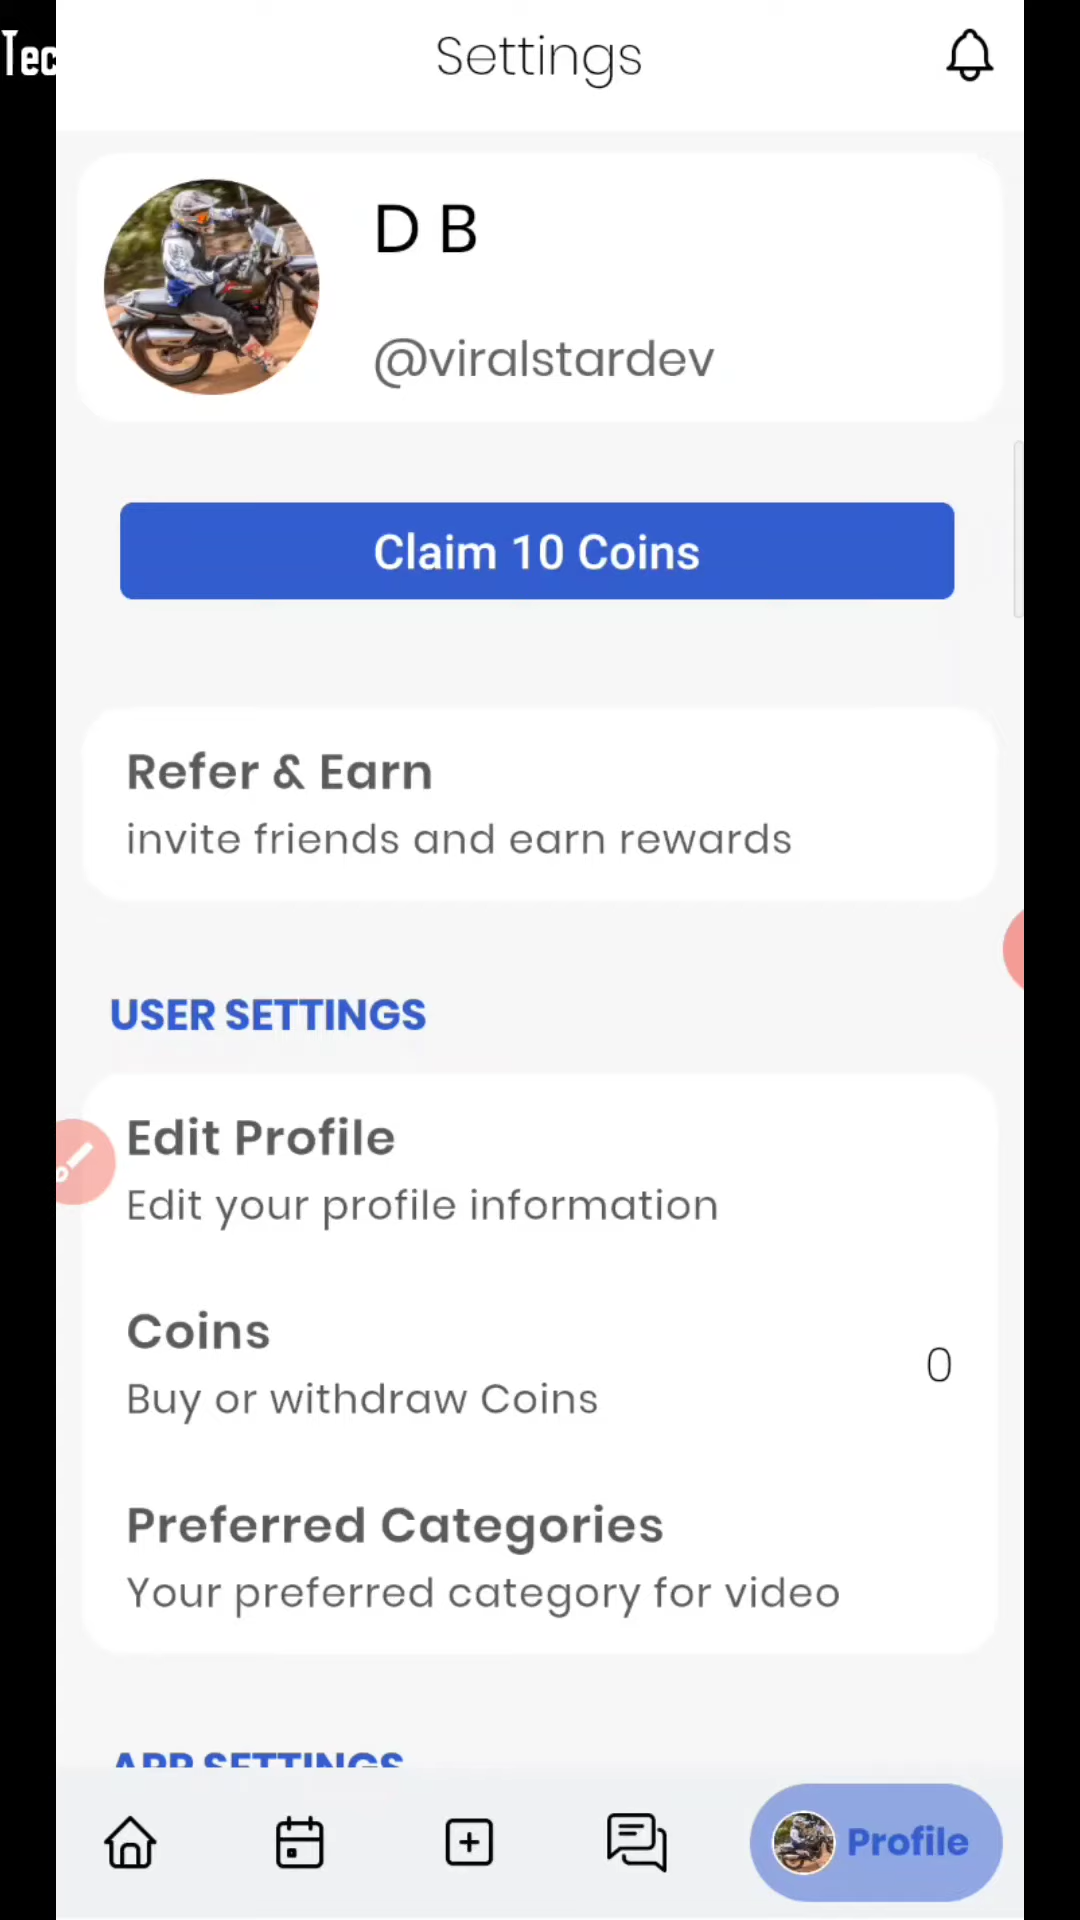 Tec
Settings
D B
@viralstardev
Claim 10 Coins
Refer & Earn
invite friends and earn rewards
USER SETTINGS
Edit Profile
Edit your profile information
Coins
0
Buy or withdraw Coins
Preferred Categories
Your preferred category for video
APP SETTINGS
Profile